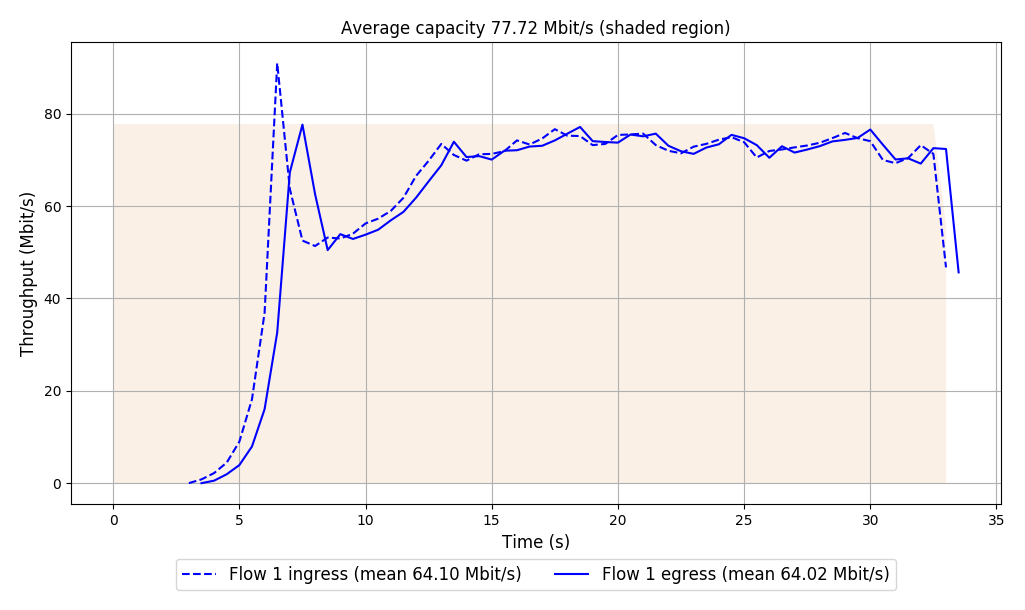 Average capacity 77.72 Mbit/s (shaded region)
Throughput (Mbit/s)
80
60
40
20
0
0 5 10 15 20 25 30 35
Time (s)
Flow 1 ingress (mean 64.10 Mbit/s) Flow 1 egress (mean 64.02 Mbit/s)